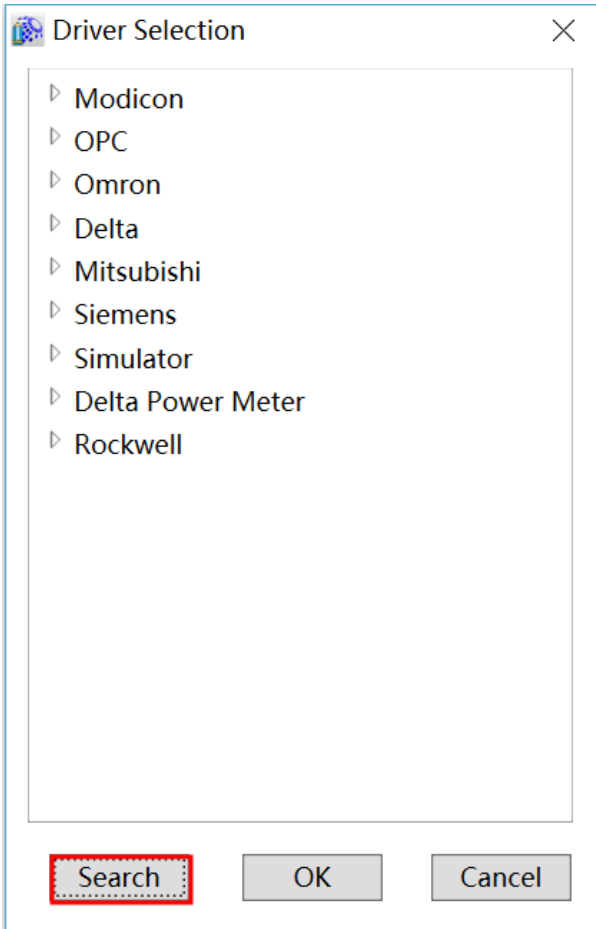 Driver Selection
Modicon
OPC
Omron
Delta
Mitsubishi
Siemens
Simulator
Delta Power Meter
Rockwell
Search OK Cancel